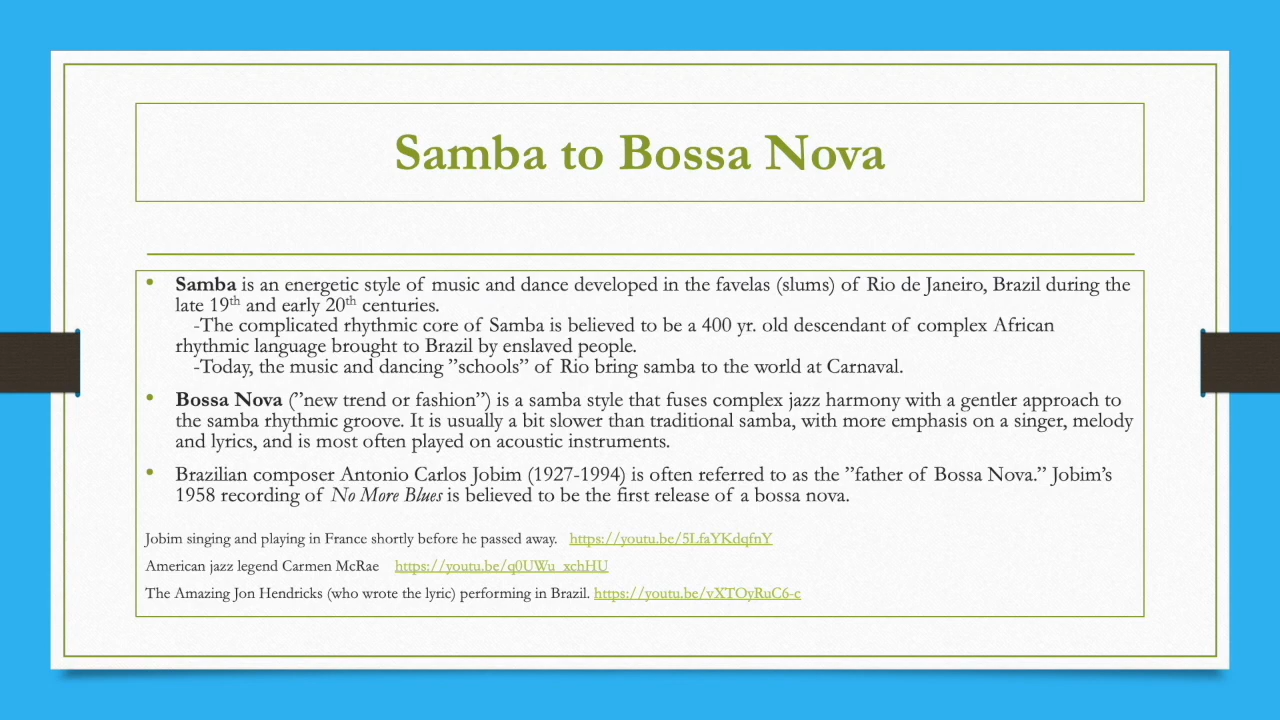 Samba to Bossa Nova
• Samba is an energetic style of music and dance developed in the favelas (slums) of Rio de Janeiro, Brazil during the
late 19th and early 20th centuries.
-The complicated rhythmic core of Samba is believed to be a 400 yr. old descendant of complex African
rhythmic language brought to Brazil by enslaved people.
-Today, the music and dancing ”schools” of Rio bring samba to the world at Carnaval.
• Bossa Nova (”new trend or fashion”) is a samba style that fuses complex jazz harmony with a gentler approach to
the samba rhythmic groove. It is usually a bit slower than traditional samba, with more emphasis on a singer, melody
and lyrics, and is most often played on acoustic instruments.
• Brazilian composer Antonio Carlos Jobim (1927-1994) is often referred to as the ”father of Bossa Nova.” Jobim’s
1958 recording of No More Blues is believed to be the first release of a bossa nova.
Jobim singing and playing in France shortly before he passed away. https://youtu.be/5LfaYKdqfnY
American jazz legend Carmen McRae https://youtu.be/q0UWu_xchHU
The Amazing Jon Hendricks (who wrote the lyric) performing in Brazil. https://youtu.be/vXTOyRuC6-c